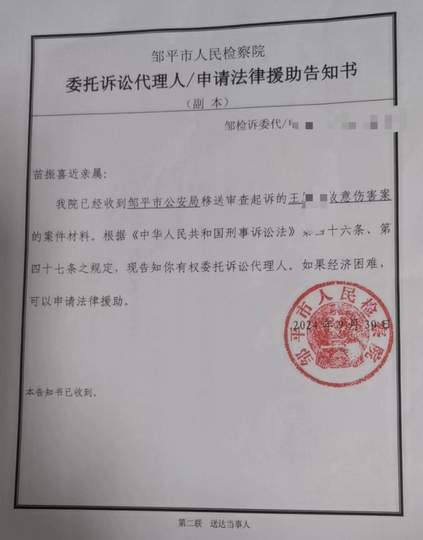 邹平市人民检察院
委托诉讼代理人/申请法律援助告知书
（副 本）
邹检诉委代/
苗振喜近亲属：
我院已经收到邹平市公安局移送审查起诉的王 故意伤害案
的案件材料。根据《中华人民共和国刑事诉讼法》第四十六条、第
四十七条之规定，现告知你有权委托诉讼代理人。如果经济困难，
可以申请法律援助。
邹平市人民检察院
2024年9月30日
本告知书已收到。
第二联 送达当事人